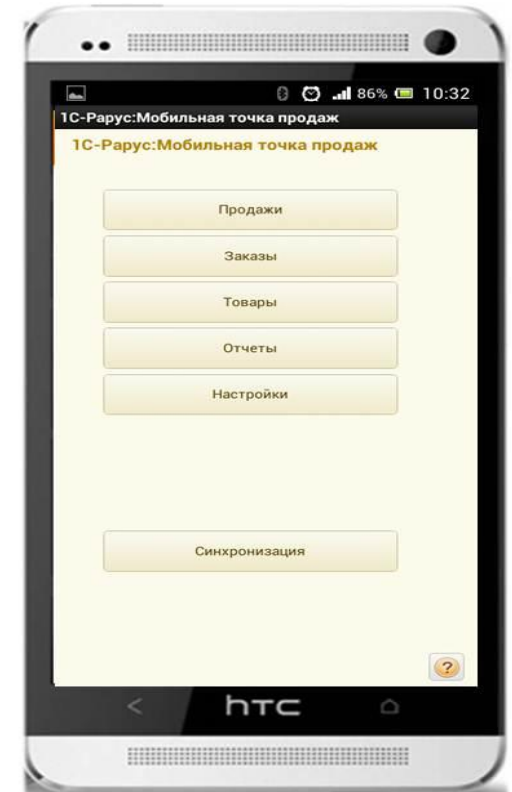 86% 10:32
1С-Рарус:Мобильная точка продаж
1С-Рарус:Мобильная точка продаж
Продажи
Заказы
Товары
Отчеты
Настройки
Синхронизация
?
hтc